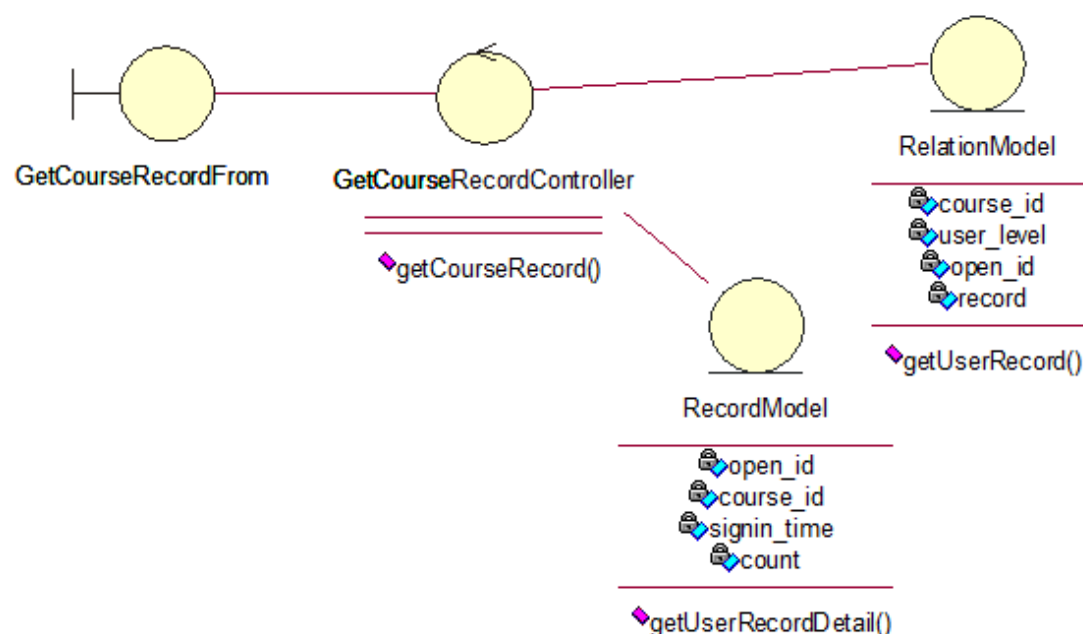 GetCourseRecordFrom
GetCourseRecordController
getCourseRecord()
RelationModel
course_id
user_level
open_id
record
getUserRecord()
RecordModel
open_id
course_id
signin_time
count
getUserRecordDetail()